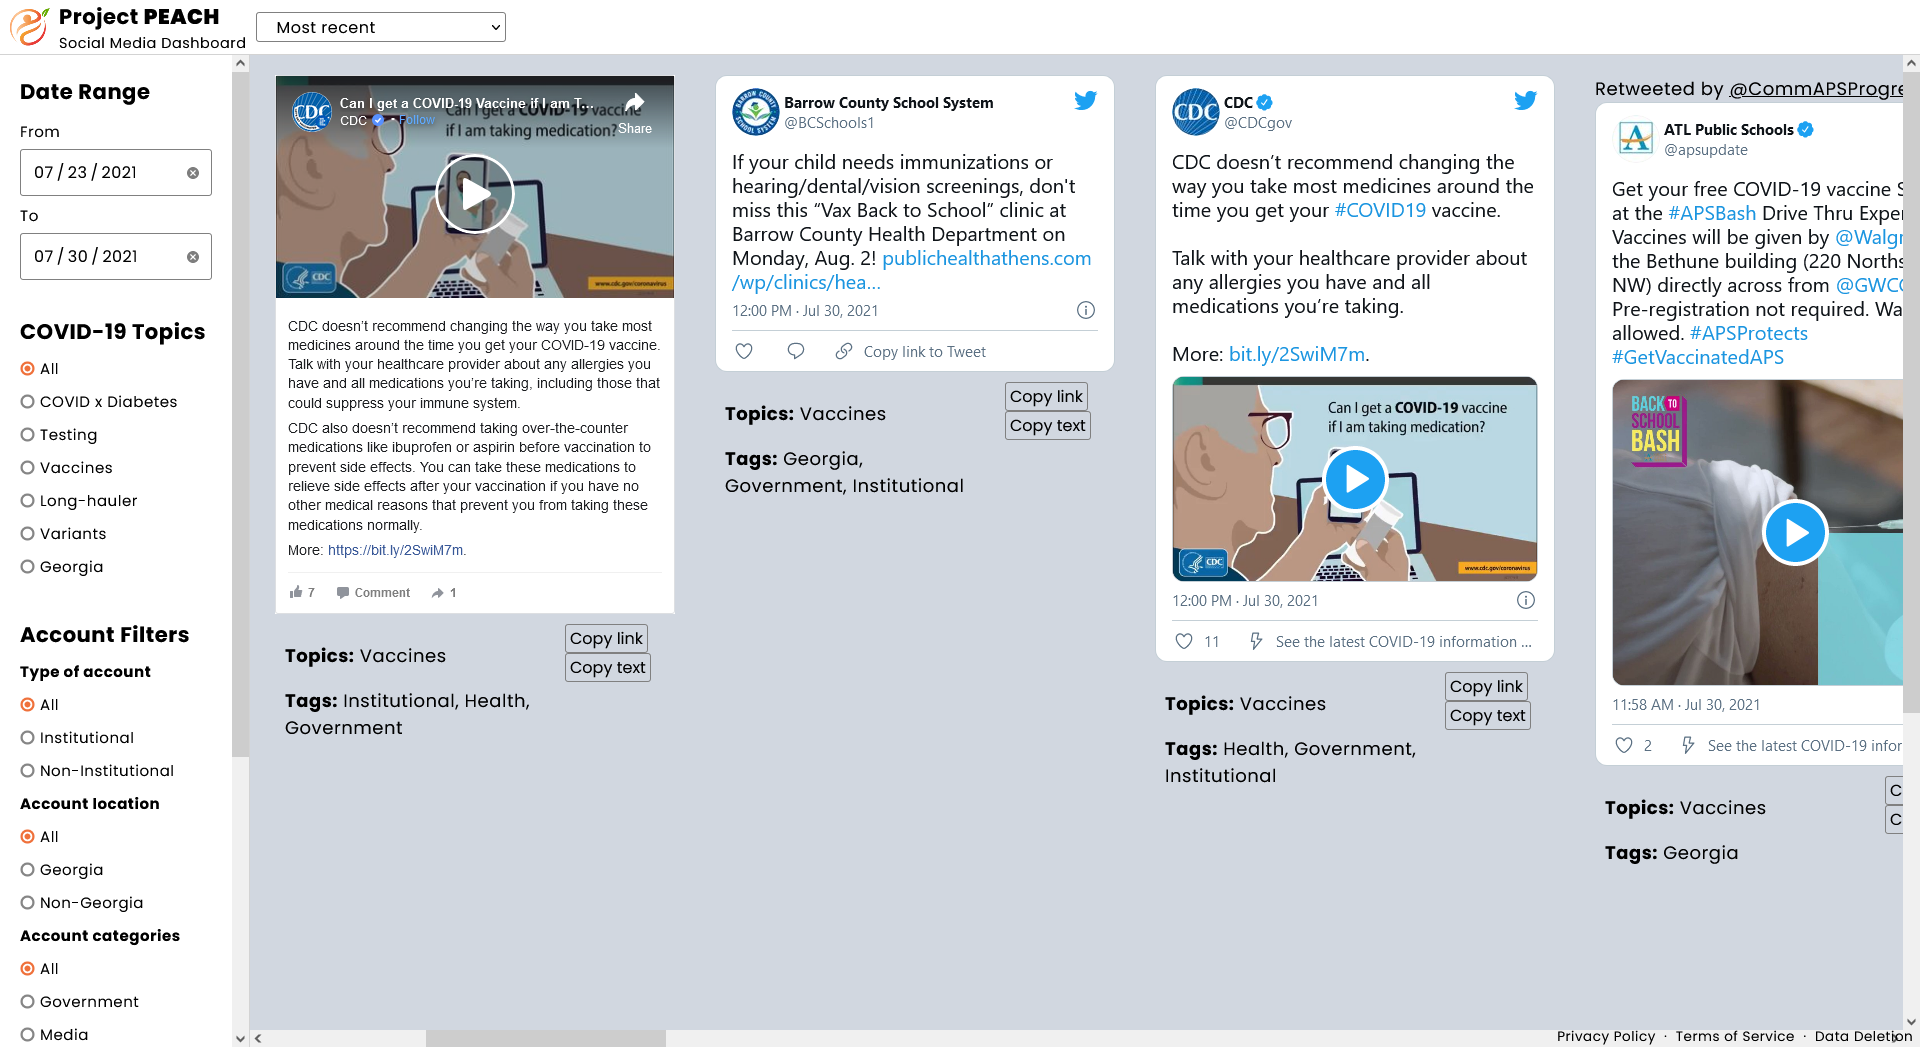 Project PEACH
Social Media Dashboard
Most recent
Date Range
From
07 / 23 / 2021
To
07 / 30 / 2021
COVID-19 Topics
All
COVID x Diabetes
Testing
Vaccines
Long-hauler
Variants
Georgia
Account Filters
Type of account
All
Institutional
Non-Institutional
Account location
All
Georgia
Non-Georgia
Account categories
All
Government
Media
CDC
Can I get a COVID-19 Vaccine if I am T...
CDC · Follow
Share
Can I get a COVID-19 vaccine
if I am taking medication?
CDC
www.cdc.gov/coronavirus
CDC doesn’t recommend changing the way you take most
medicines around the time you get your COVID-19 vaccine.
Talk with your healthcare provider about any allergies you
have and all medications you’re taking, including those that
could suppress your immune system.
CDC also doesn’t recommend taking over-the-counter
medications like ibuprofen or aspirin before vaccination to
prevent side effects. You can take these medications to
relieve side effects after your vaccination if you have no
other medical reasons that prevent you from taking these
medications normally.
More: https://bit.ly/2SwiM7m.
7 Comment 1
Topics: Vaccines
Copy link
Copy text
Tags: Institutional, Health,
Government
BARROW COUNTY
SCHOOL SYSTEM
Barrow County School System
@BCSchools1
If your child needs immunizations or
hearing/dental/vision screenings, don't
miss this “Vax Back to School” clinic at
Barrow County Health Department on
Monday, Aug. 2! publichealthathens.com
/wp/clinics/hea...
12:00 PM · Jul 30, 2021
Copy link to Tweet
Topics: Vaccines
Copy link
Copy text
Tags: Georgia,
Government, Institutional
CDC
CDC
@CDCgov
CDC doesn’t recommend changing the
way you take most medicines around the
time you get your #COVID19 vaccine.
Talk with your healthcare provider about
any allergies you have and all
medications you’re taking.
More: bit.ly/2SwiM7m.
Can I get a COVID-19 vaccine
if I am taking medication?
CDC
www.cdc.gov/coronavirus
12:00 PM · Jul 30, 2021
11 See the latest COVID-19 information ...
Topics: Vaccines
Copy link
Copy text
Tags: Health, Government,
Institutional
Retweeted by @CommAPSProgre
ATL Public Schools
@apsupdate
Get your free COVID-19 vaccine S
at the #APSBash Drive Thru Exper
Vaccines will be given by @Walgr
the Bethune building (220 Norths
NW) directly across from @GWCC
Pre-registration not required. Wa
allowed. #APSProtects
#GetVaccinatedAPS
BACK TO
SCHOOL
BASH
11:58 AM · Jul 30, 2021
2 See the latest COVID-19 infor
Topics: Vaccines
C
C
Tags: Georgia
Privacy Policy · Terms of Service · Data Deletion